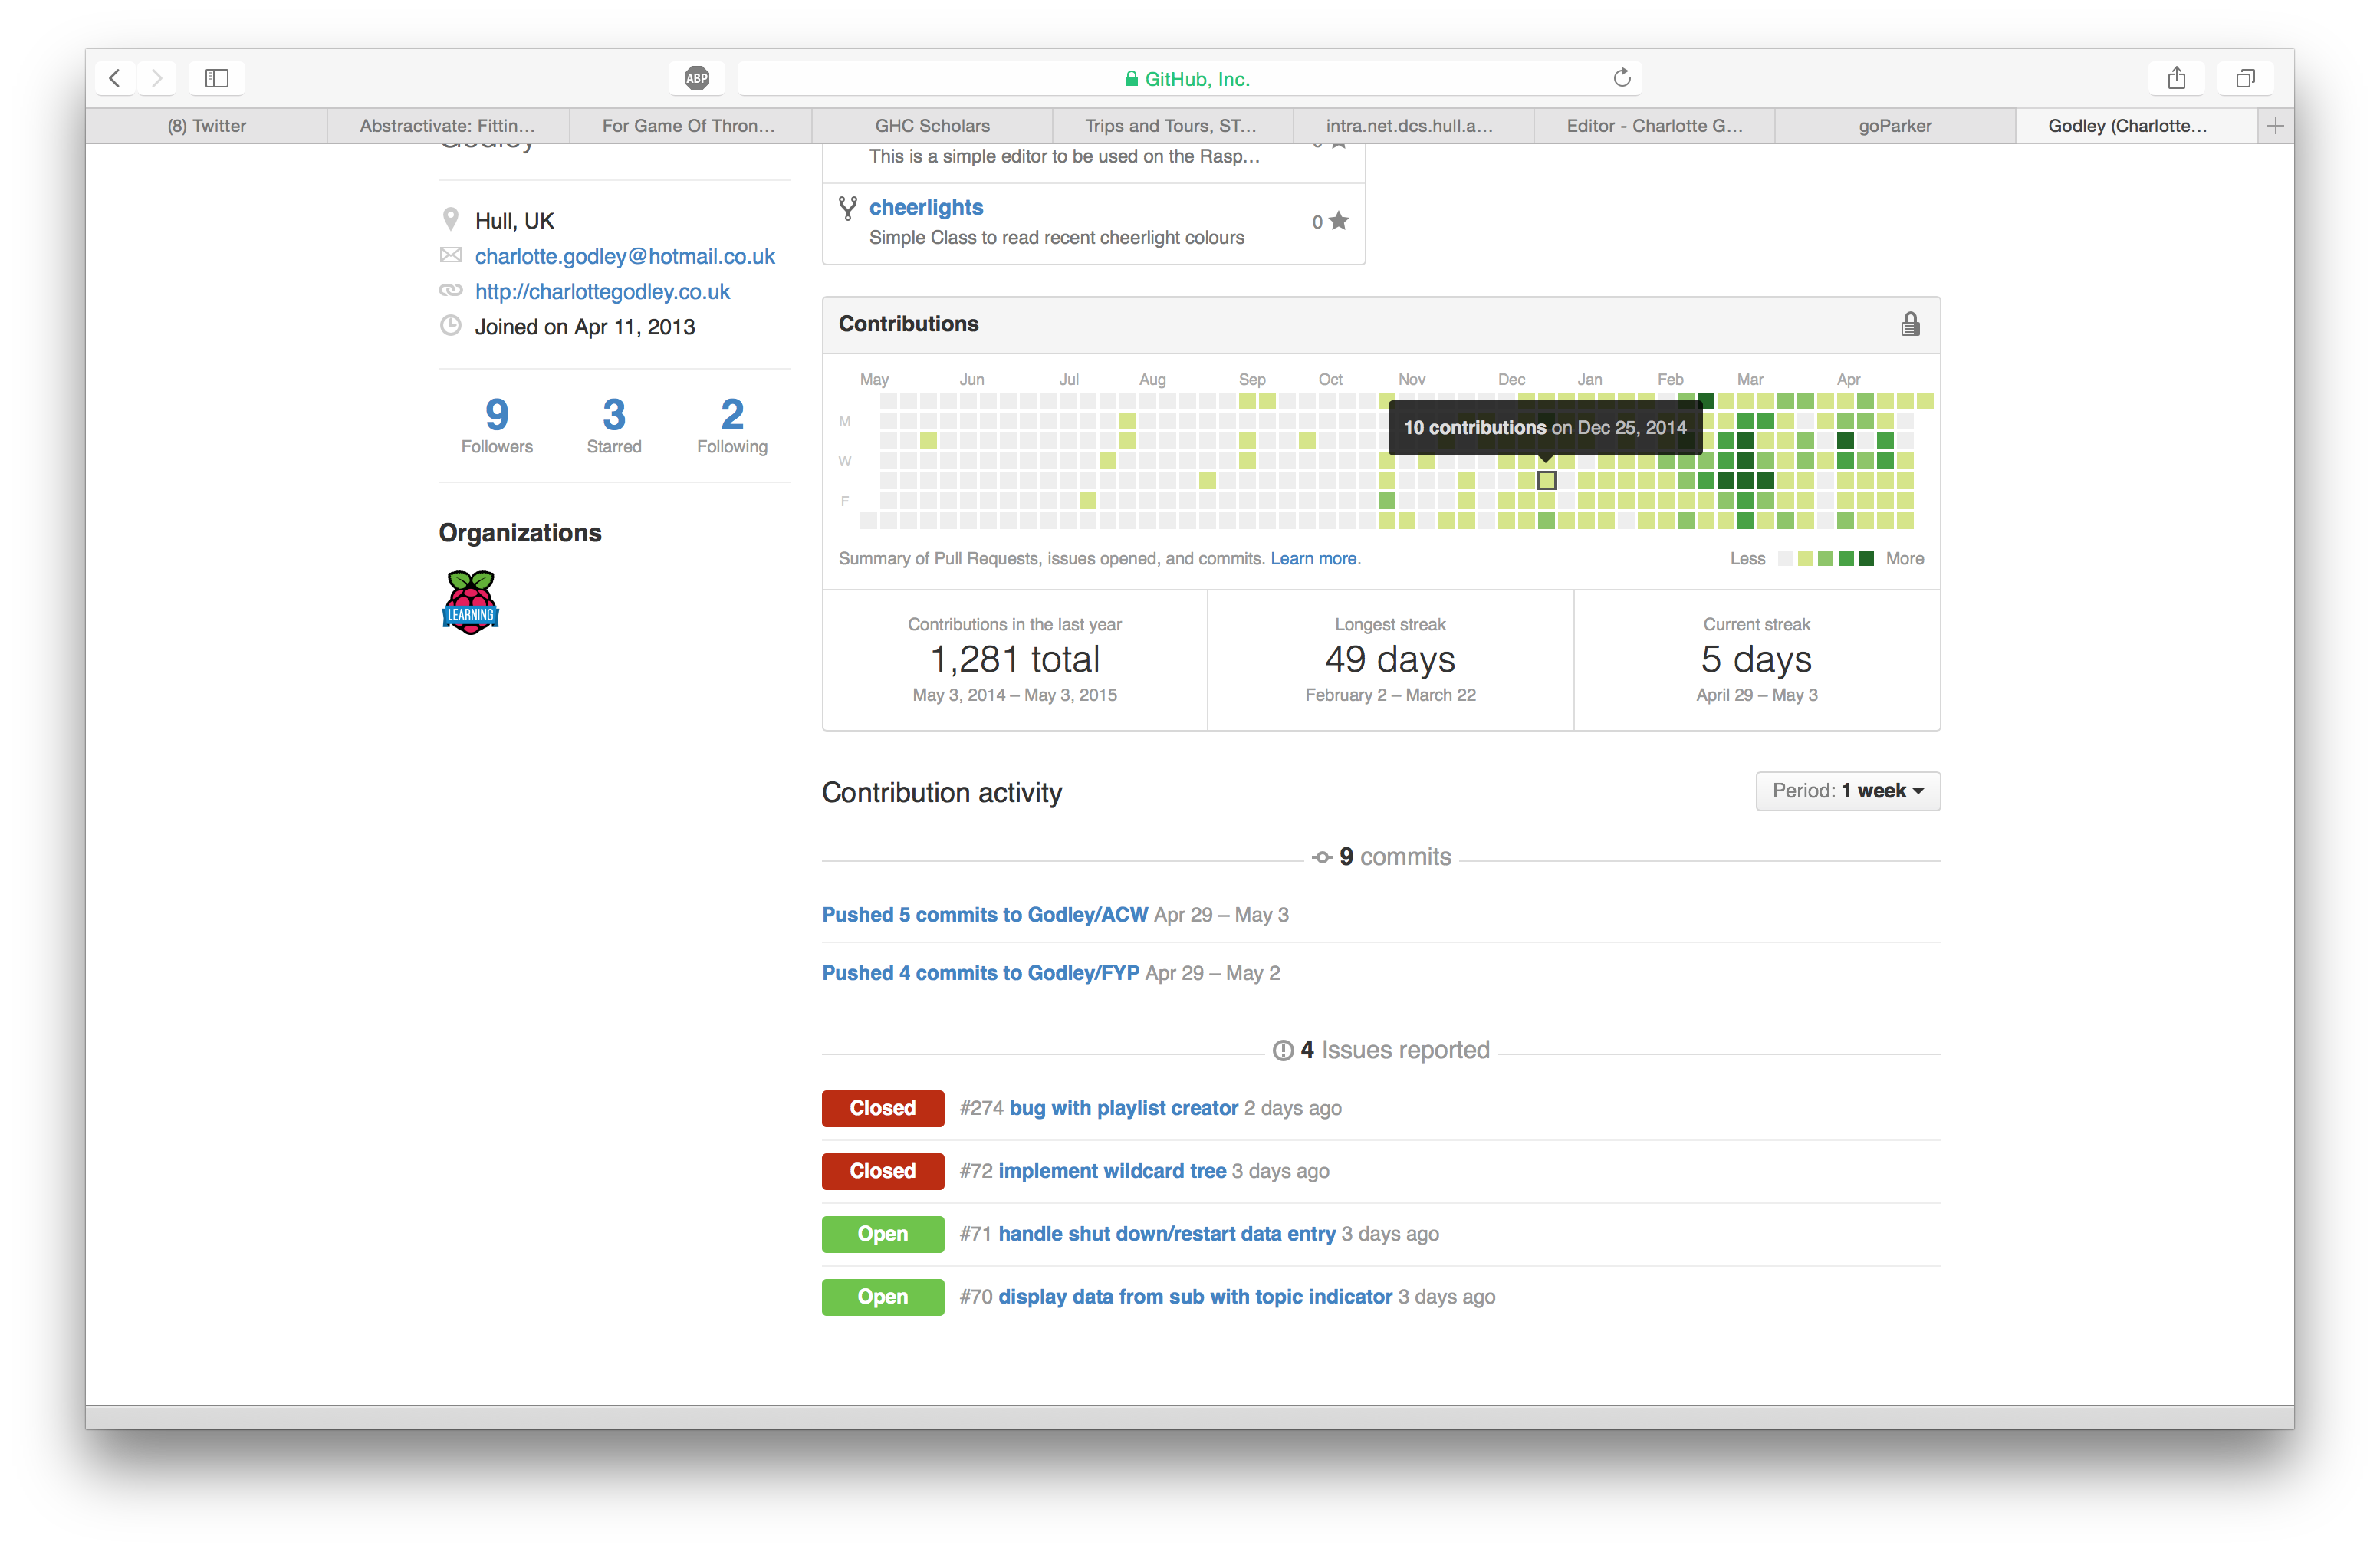 ABP
GitHub, Inc.
(8) Twitter
Abstractivate: Fittin...
For Game Of Thron...
GHC Scholars
Trips and Tours, ST...
intra.net.dcs.hull.a...
Editor - Charlotte G...
goParker
Godley (Charlotte...
Godley
Hull, UK
charlotte.godley@hotmail.co.uk
http://charlottegodley.co.uk
Joined on Apr 11, 2013
9
Followers
3
Starred
2
Following
Organizations
LEARNING
This is a simple editor to be used on the Rasp...
cheerlights
0
Simple Class to read recent cheerlight colours
Contributions
May Jun Jul Aug Sep Oct Nov Dec Jan Feb Mar Apr
M
W
F
10 contributions on Dec 25, 2014
Summary of Pull Requests, issues opened, and commits. Learn more.
Less More
Contributions in the last year
1,281 total
May 3, 2014 – May 3, 2015
Longest streak
49 days
February 2 – March 22
Current streak
5 days
April 29 – May 3
Contribution activity
Period: 1 week
9 commits
Pushed 5 commits to Godley/ACW Apr 29 – May 3
Pushed 4 commits to Godley/FYP Apr 29 – May 2
4 Issues reported
Closed #274 bug with playlist creator 2 days ago
Closed #72 implement wildcard tree 3 days ago
Open #71 handle shut down/restart data entry 3 days ago
Open #70 display data from sub with topic indicator 3 days ago